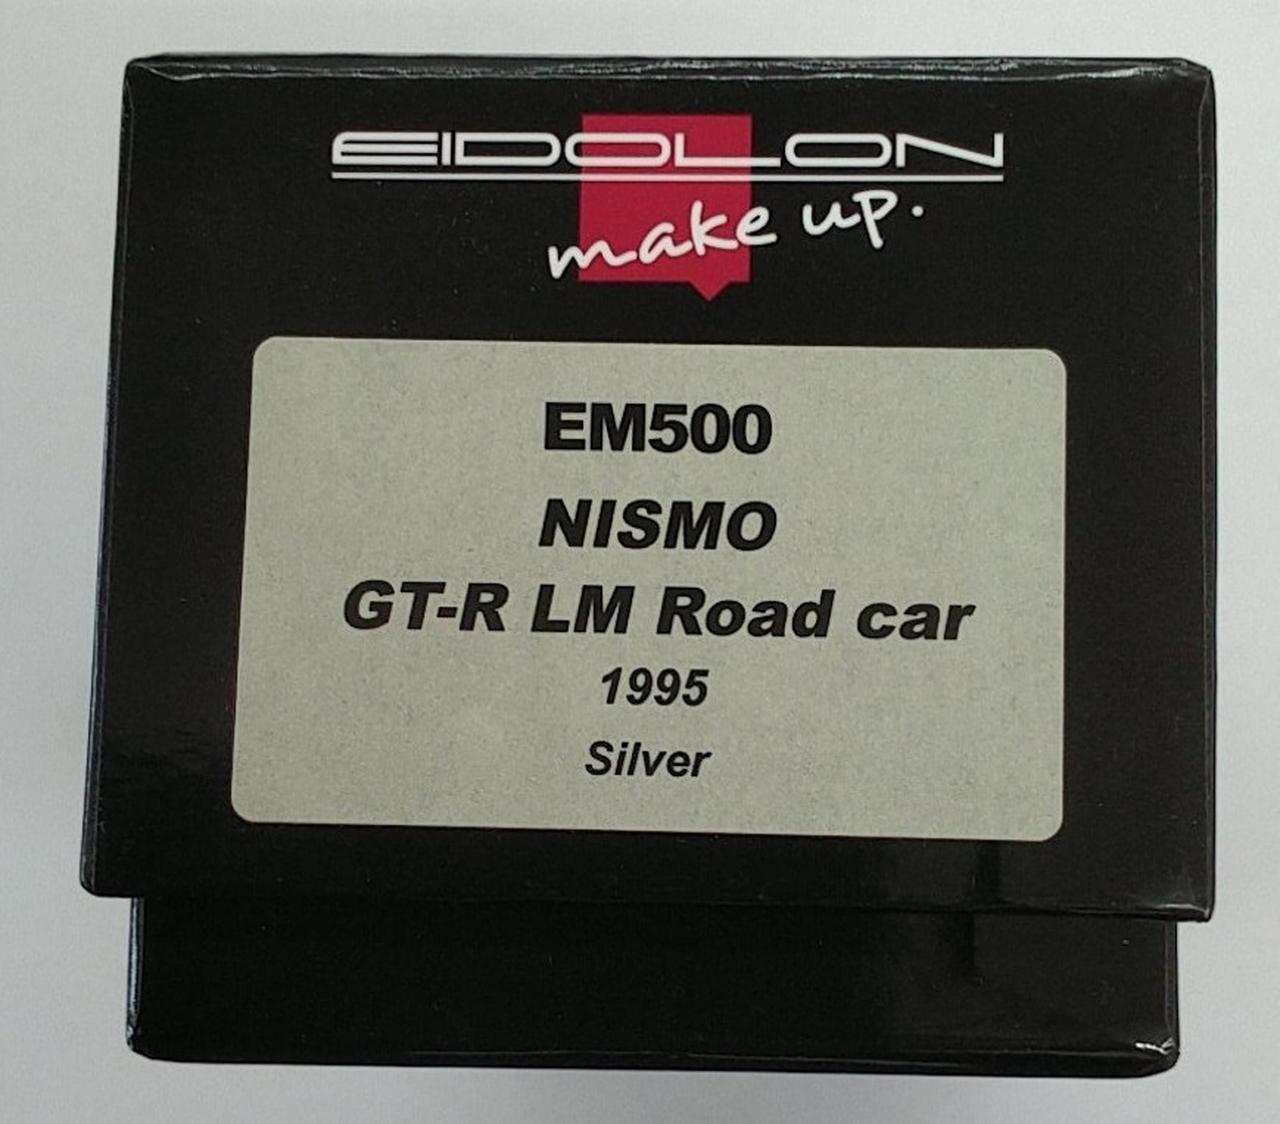 EIDOLON
make up.
EM500
NISMO
GT-R LM Road car
1995
Silver